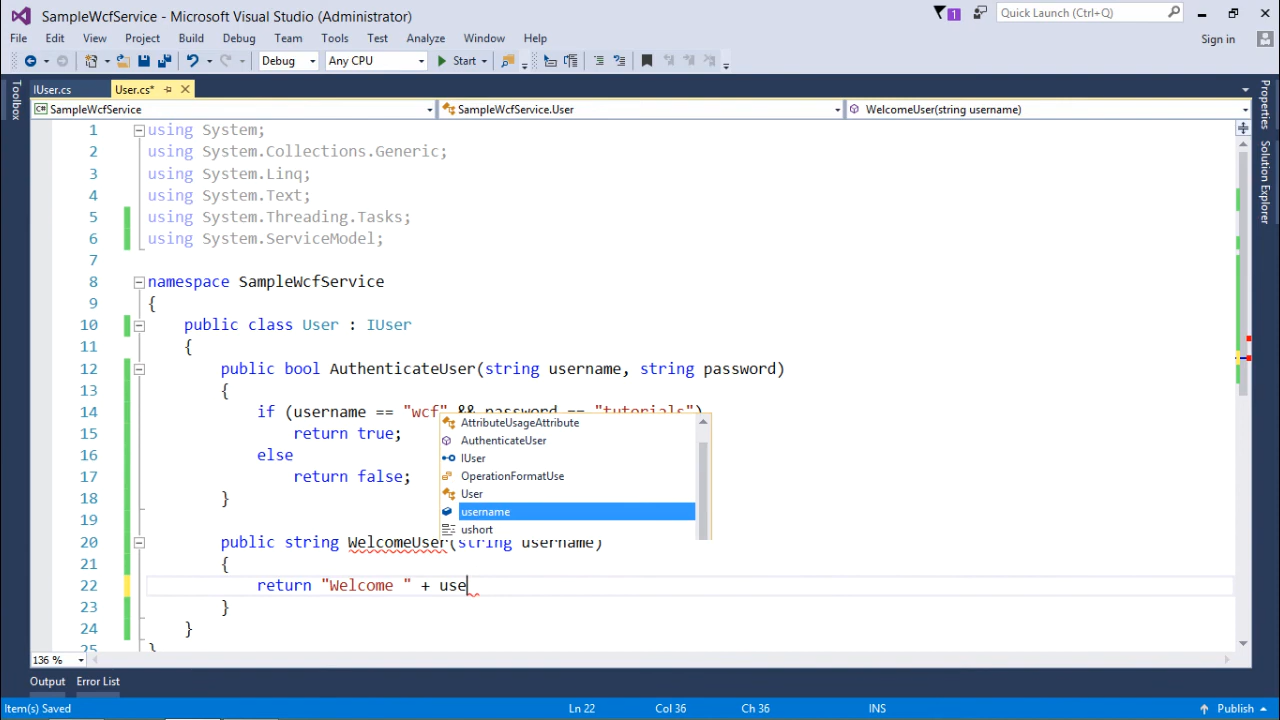 SampleWcfService - Microsoft Visual Studio (Administrator)
1
Quick Launch (Ctrl+Q)
File Edit View Project Build Debug Team Tools Test Analyze Window Help
Sign in
Debug Any CPU Start
Toolbox
IUser.cs User.cs*
SampleWcfService SampleWcfService.User WelcomeUser(string username)
Properties
Solution Explorer
1 using System;
2 using System.Collections.Generic;
3 using System.Linq;
4 using System.Text;
5 using System.Threading.Tasks;
6 using System.ServiceModel;
7
8 namespace SampleWcfService
9 {
10 public class User : IUser
11 {
12 public bool AuthenticateUser(string username, string password)
13 {
14 if (username == "wcf" && password == "tutorials")
15 return true;
16 else
17 return false;
18 }
19
20 public string WelcomeUser(string username)
21 {
22 return "Welcome " + use
23 }
24 }
25 }
AttributeUsageAttribute
AuthenticateUser
IUser
OperationFormatUse
User
username
ushort
136 %
Output Error List
Item(s) Saved Ln 22 Col 36 Ch 36 INS Publish